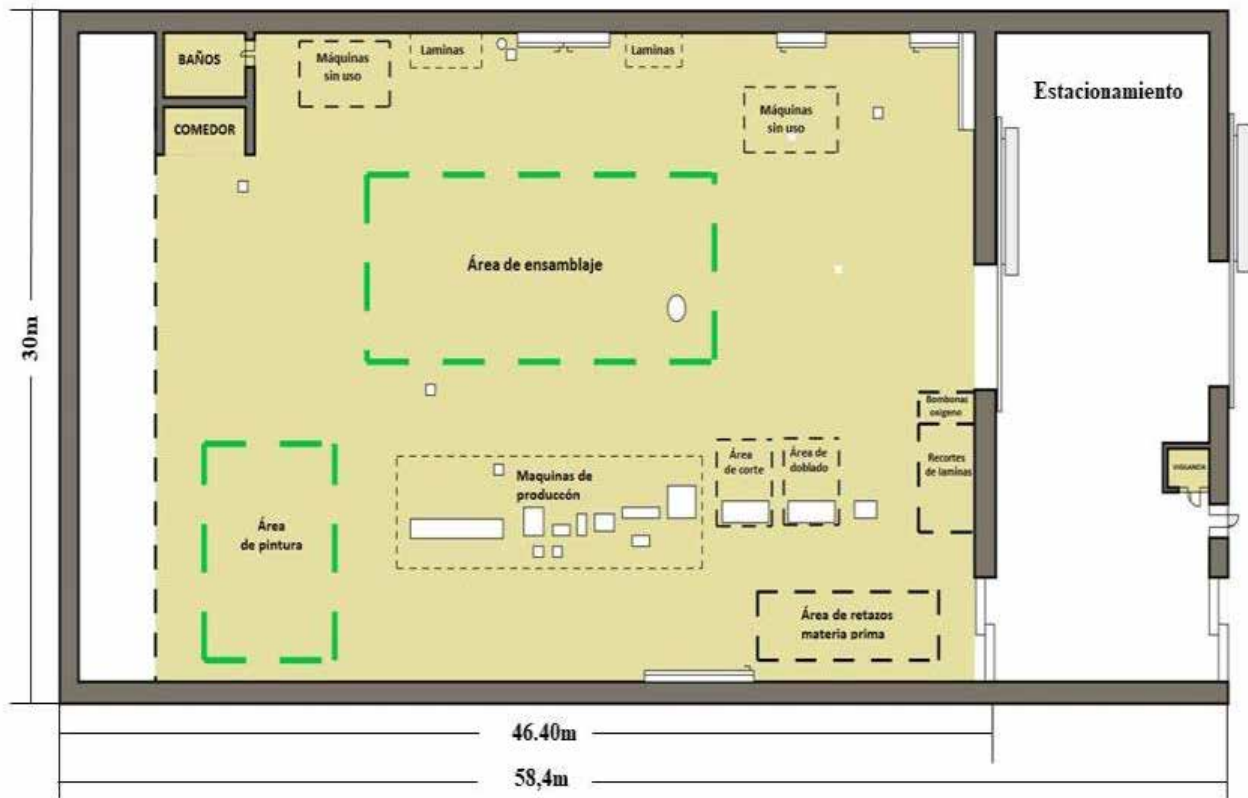 BAÑOS
COMEDOR
Máquinas
sin uso
Laminas
Laminas
Máquinas
sin uso
Estacionamiento
Área de ensamblaje
30m
Bombonas
oxigeno
Recortes
de laminas
VIGILANCIA
Área
de corte
Área de
doblado
Maquinas de
produccón
Área
de pintura
Área de retazos
materia prima
46.40m
58,4m